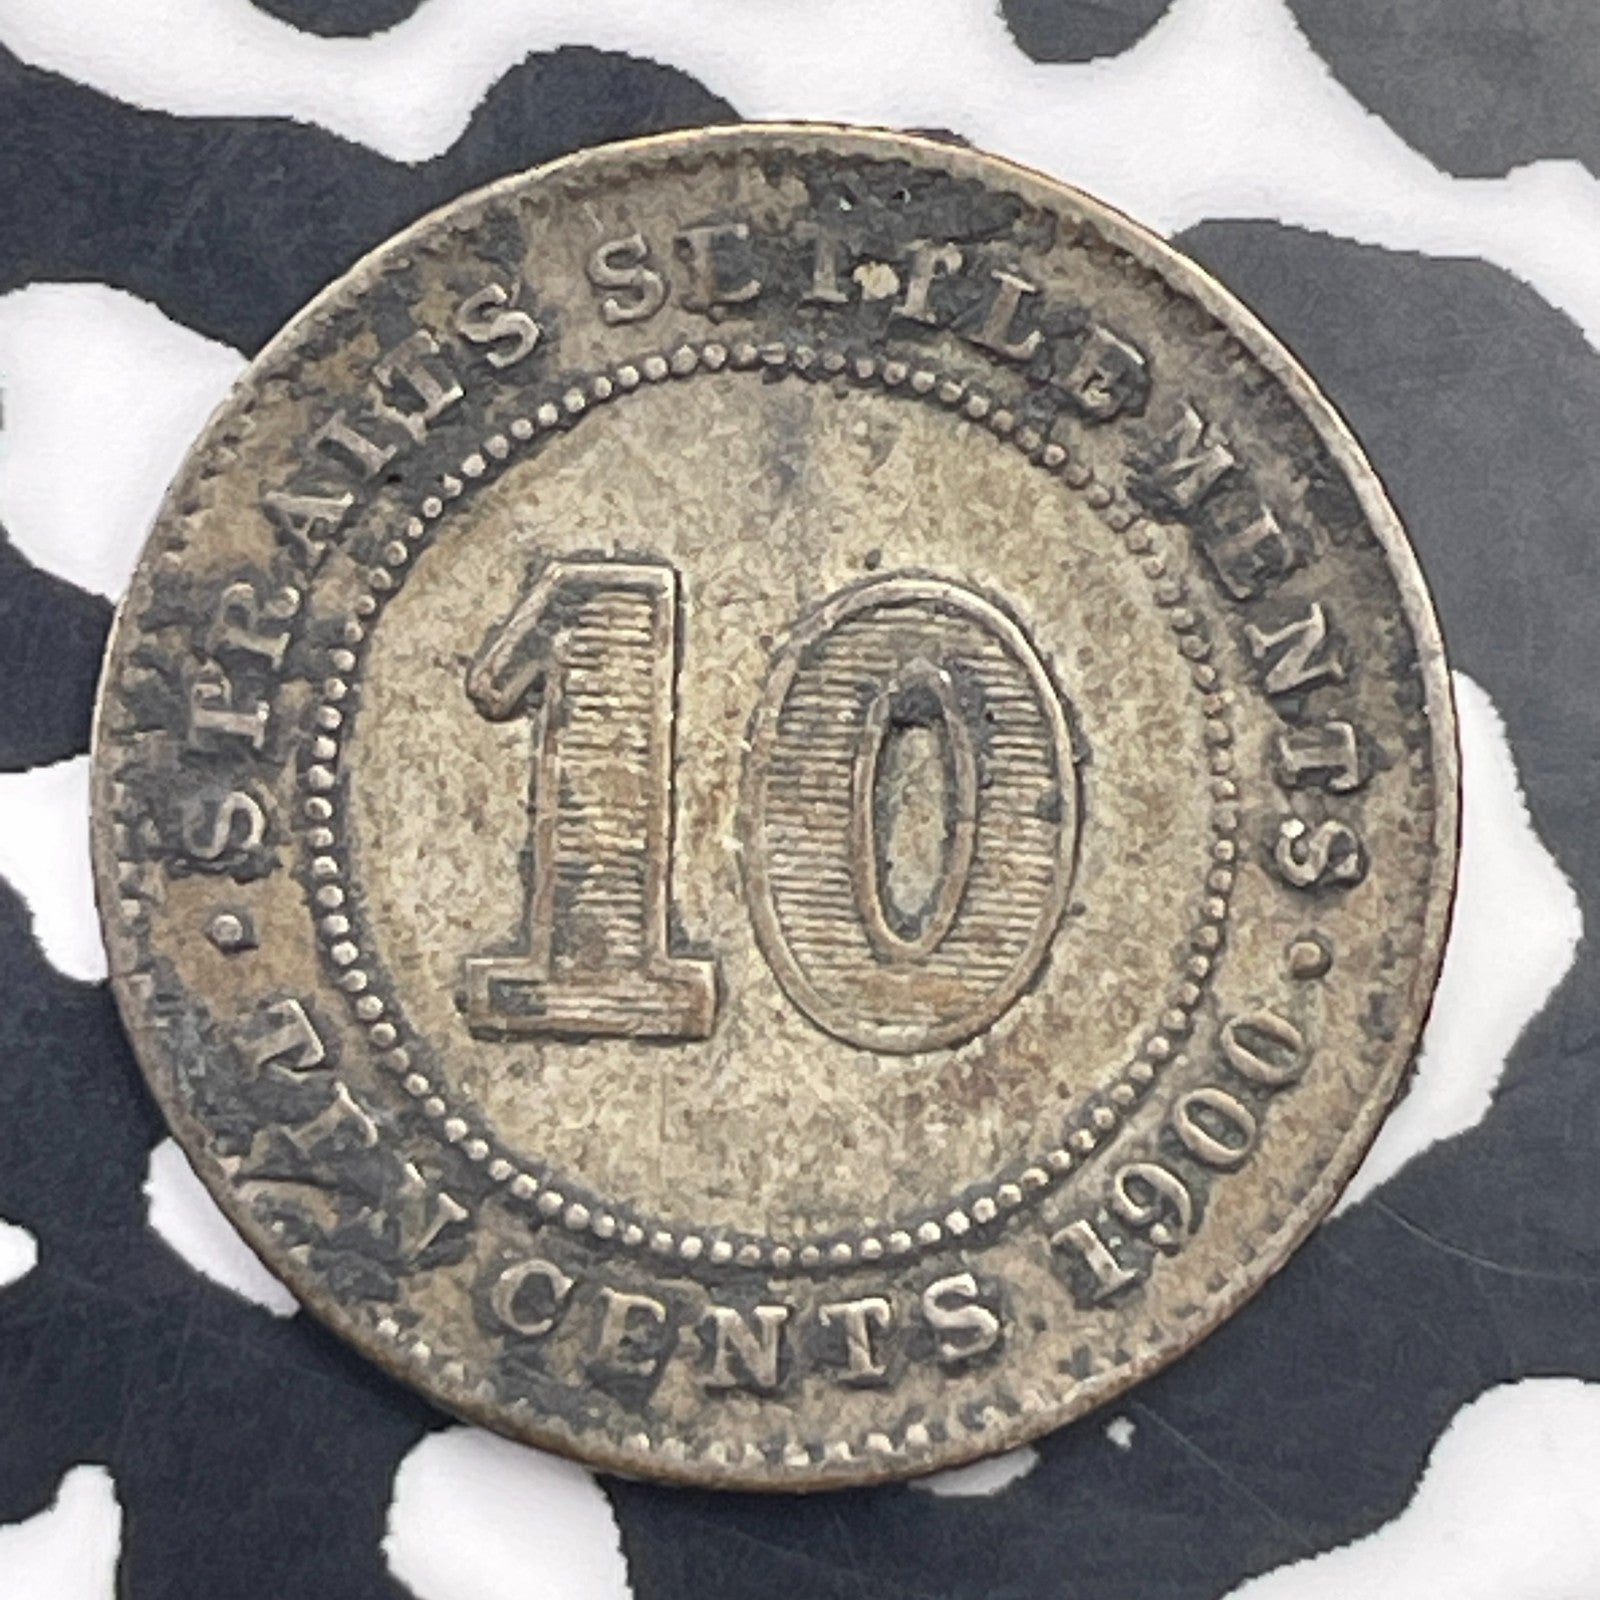 · STRAITS SETTLEMENTS ·
10
TEN CENTS 1900